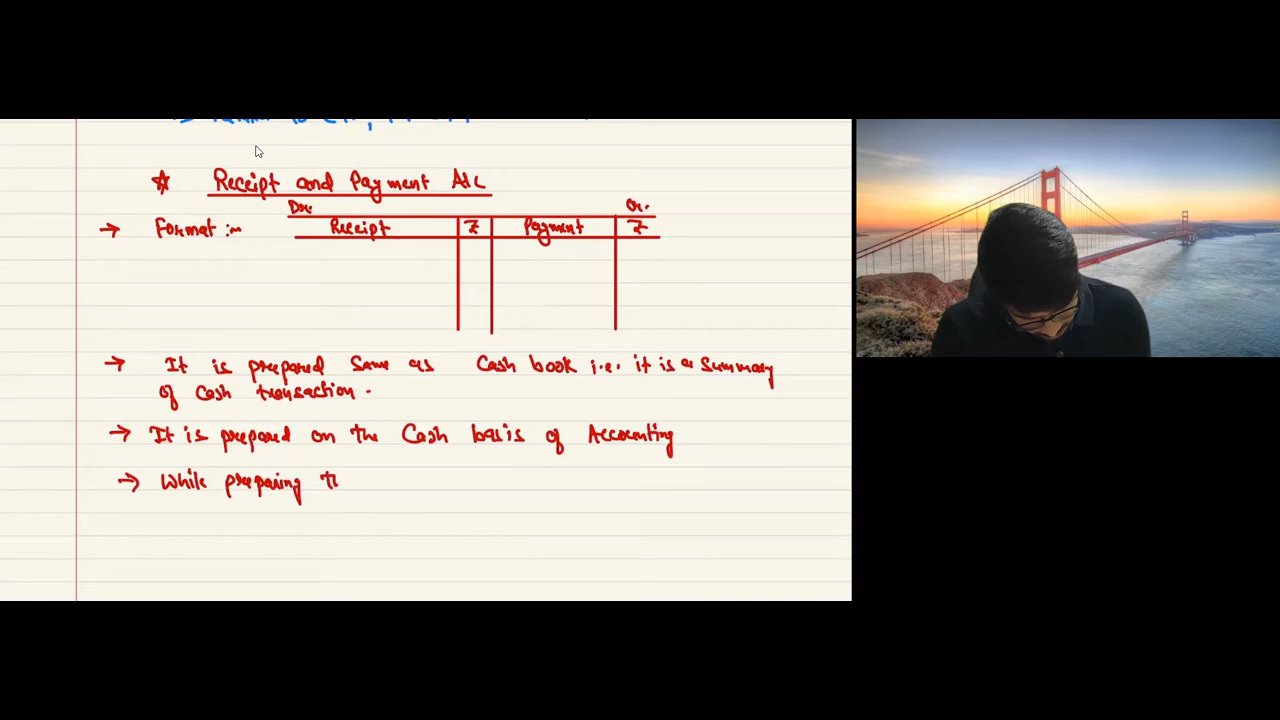 ☆ Receipt and Payment A/c
Dr. Cr.
→ Format :~ Receipt ₹ Payment ₹
→ It is prepared Same as Cash book i.e. it is a Summary
of Cash transaction.
→ It is prepared on the Cash basis of Accounting
→ While preparing th